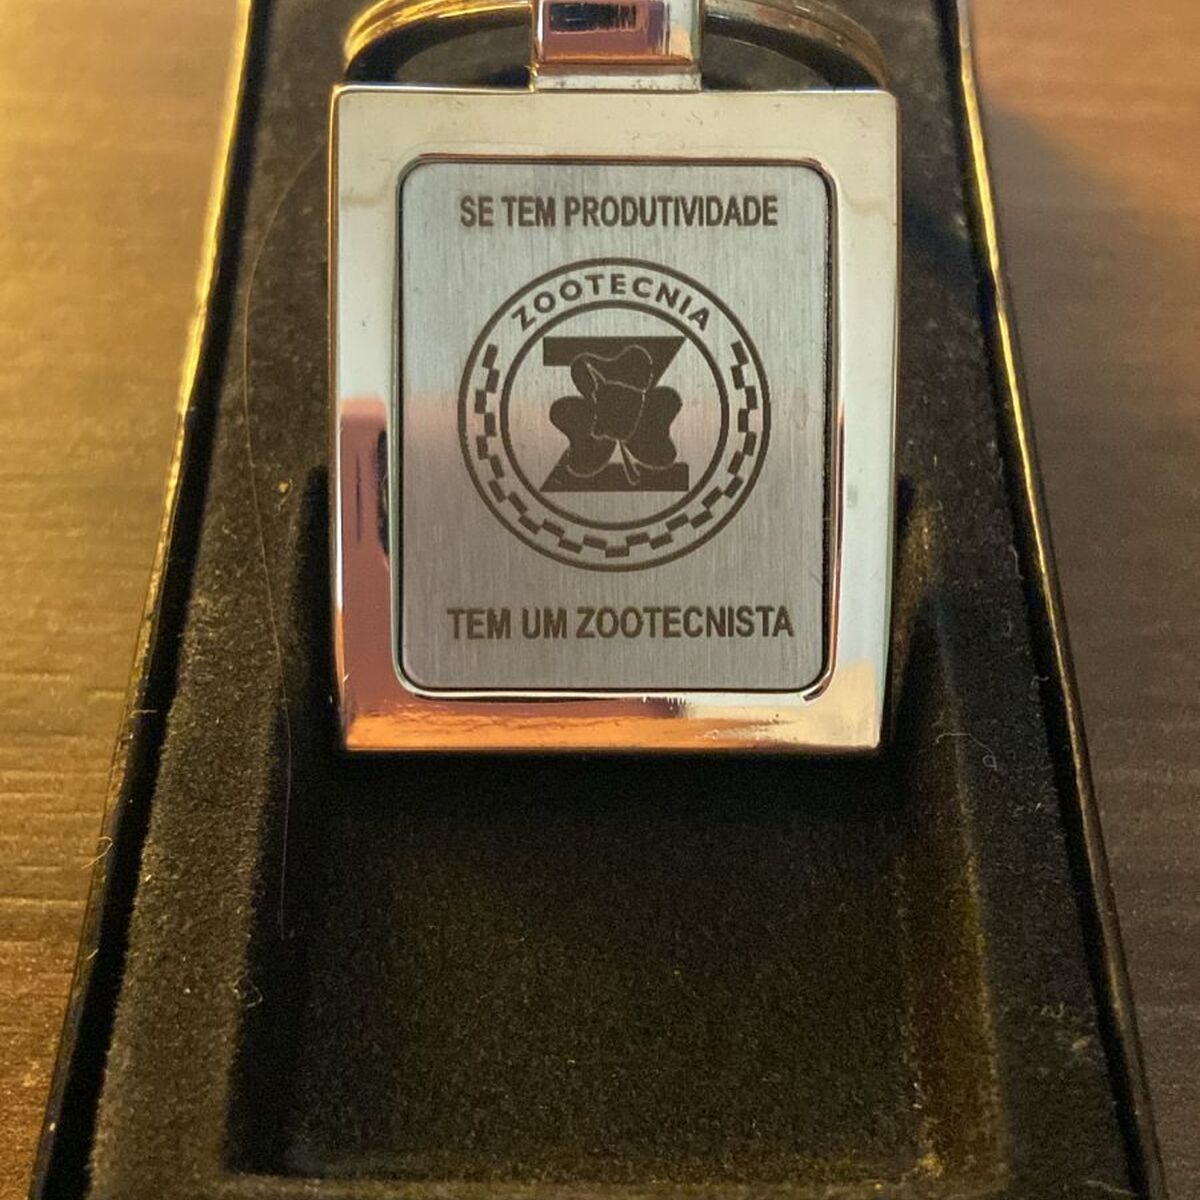 SE TEM PRODUTIVIDADE
ZOOTECNIA
Z
TEM UM ZOOTECNISTA